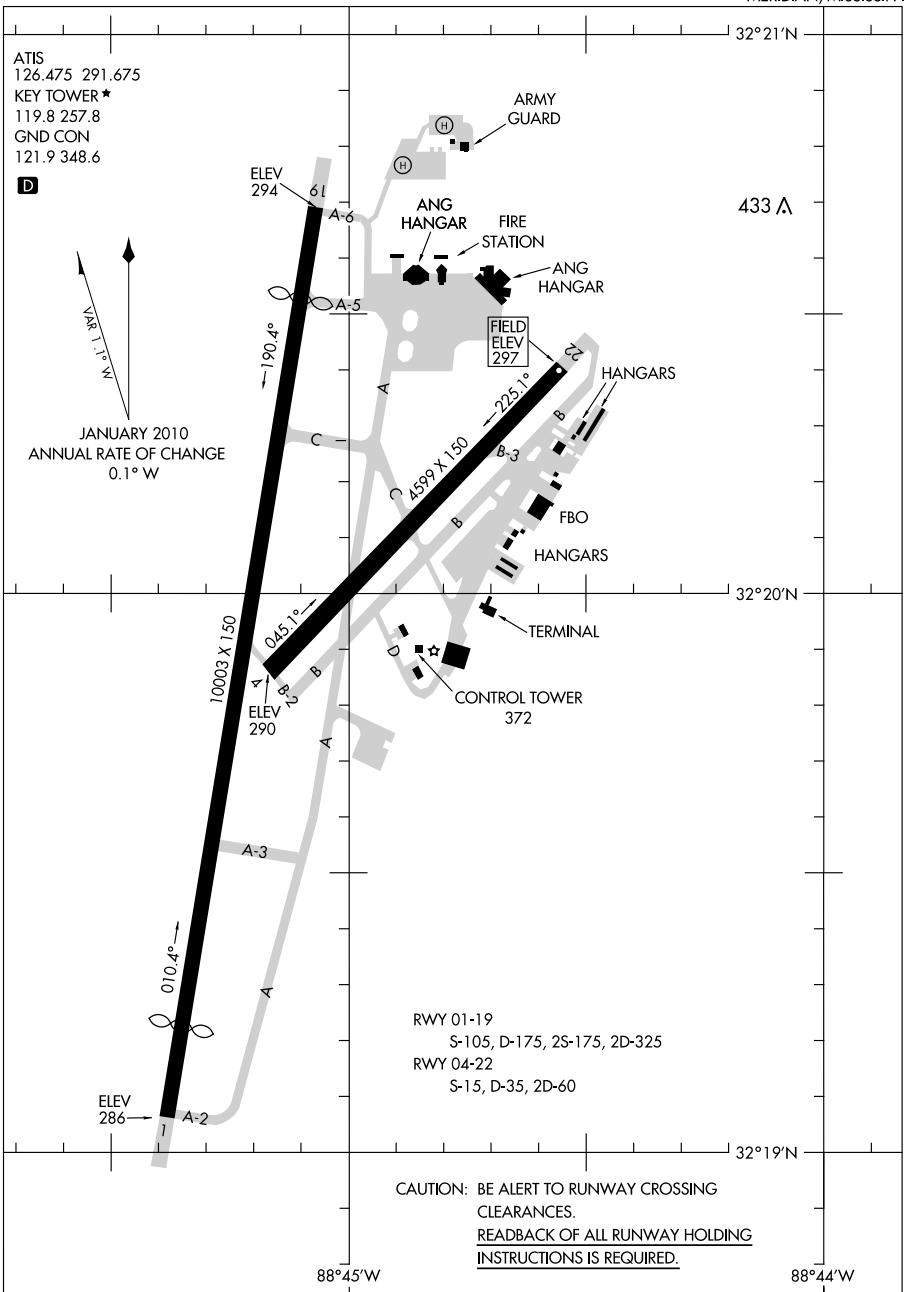 32°21'N
ATIS
126.475 291.675
KEY TOWER★
119.8 257.8
GND CON
121.9 348.6
D
ARMY
GUARD
H
H
ELEV
294
19
A-6
433
ANG
HANGAR
FIRE
STATION
ANG
HANGAR
A-5
VAR 1.1° W
JANUARY 2010
ANNUAL RATE OF CHANGE
0.1° W
190.4°
FIELD
ELEV
297
22
HANGARS
A
225.1°
B
C
B-3
4599 X 150
C
B
FBO
HANGARS
32°20'N
045.1°
TERMINAL
10003 X 150
D
B
4
B-2
ELEV
290
CONTROL TOWER
372
A
A-3
010.4°
A
RWY 01-19
S-105, D-175, 2S-175, 2D-325
RWY 04-22
S-15, D-35, 2D-60
ELEV
286
A-2
1
32°19'N
CAUTION: BE ALERT TO RUNWAY CROSSING
CLEARANCES.
READBACK OF ALL RUNWAY HOLDING
INSTRUCTIONS IS REQUIRED.
88°45'W
88°44'W